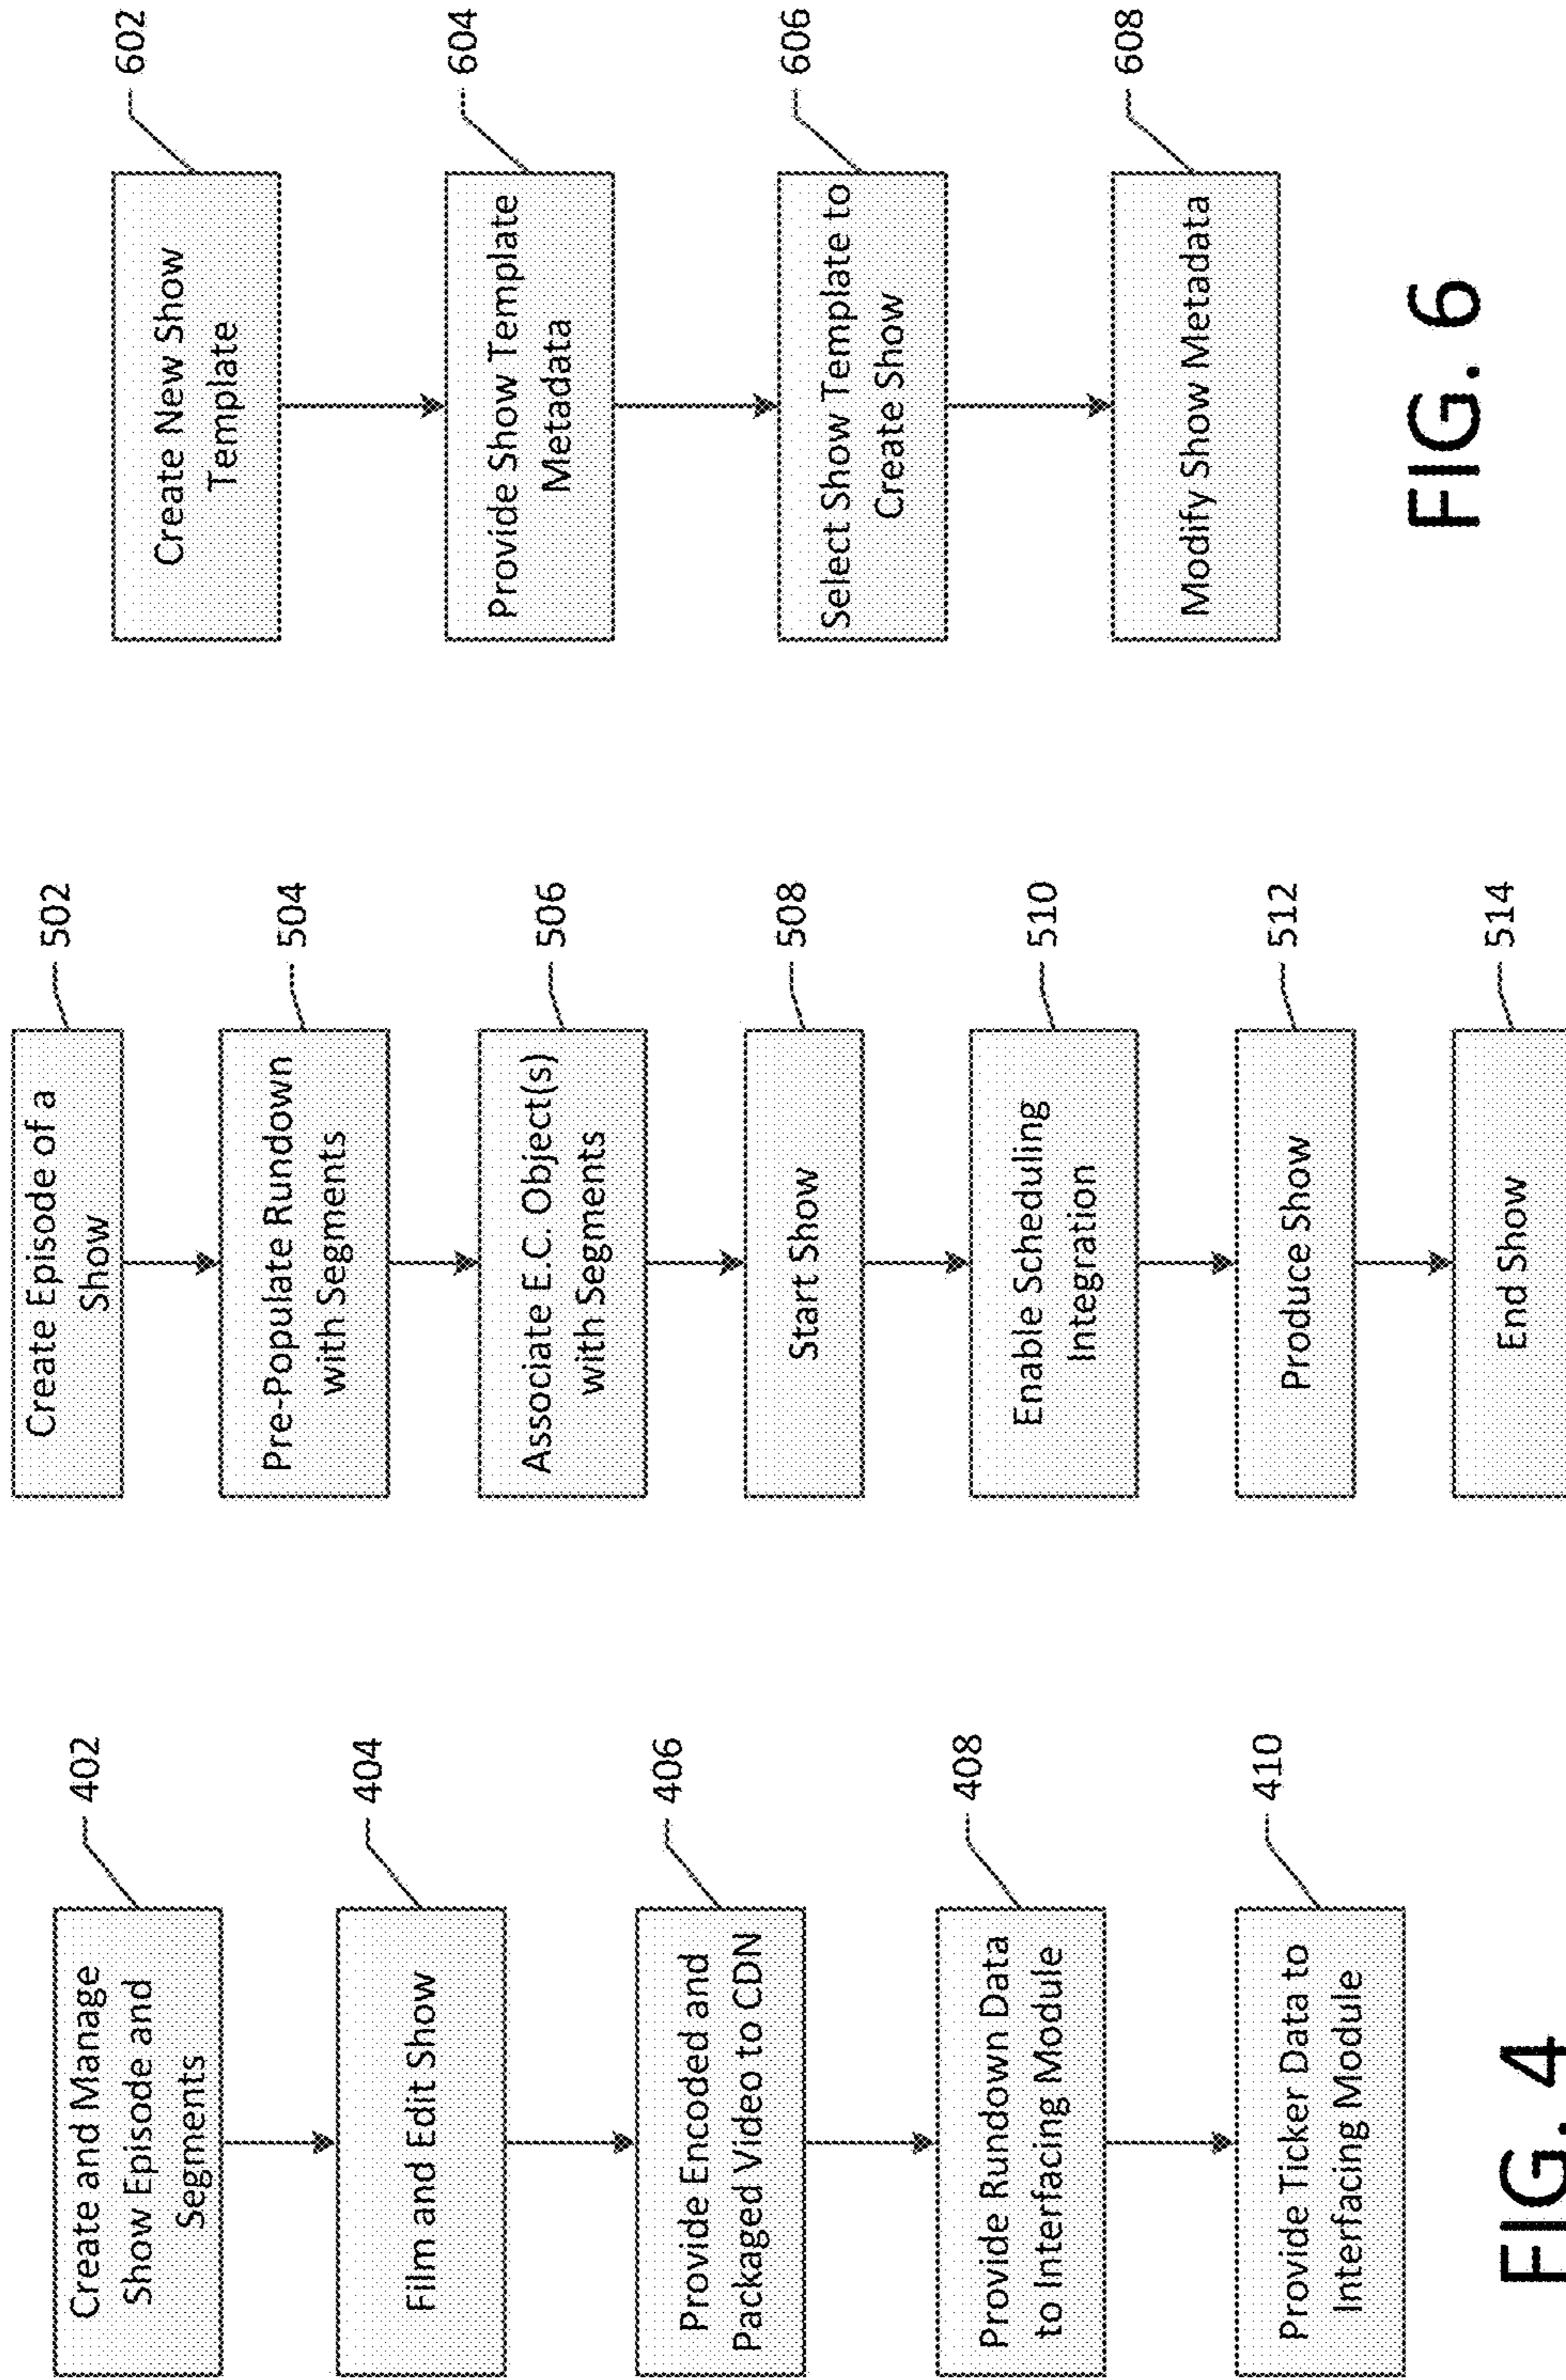 Create and Manage
Show Episode and
Segments
402
Film and Edit Show
404
Provide Encoded and
Packaged Video to CDN
406
Provide Rundown Data
to Interfacing Module
408
Provide Ticker Data to
Interfacing Module
410
FIG. 4
Create Episode of a
Show
502
Pre-Populate Rundown
with Segments
504
Associate E.C. Object(s)
with Segments
506
Start Show
508
Enable Scheduling
Integration
510
Produce Show
512
End Show
514
Create New Show
Template
602
Provide Show Template
Metadata
604
Select Show Template to
Create Show
606
Modify Show Metadata
608
FIG. 6